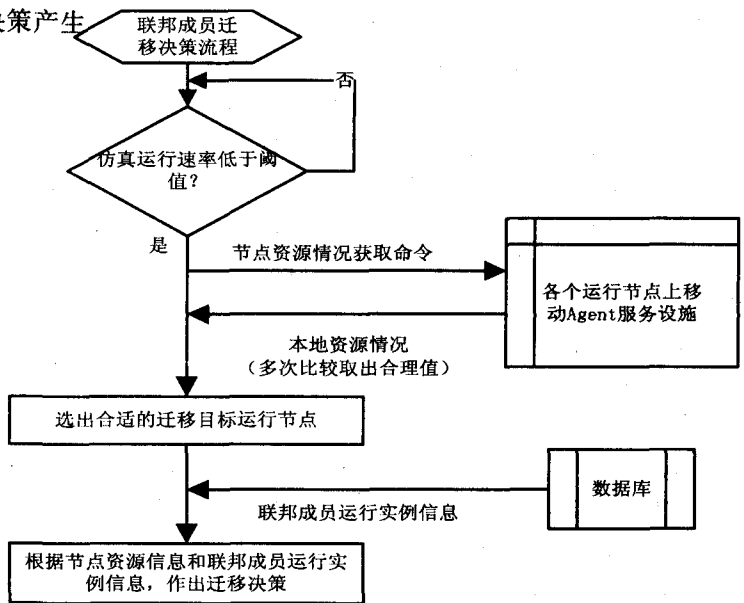 决策产生
联邦成员迁
移决策流程
否
仿真运行速率低于阈
值？
是
节点资源情况获取命令
各个运行节点上移
动Agent服务设施
本地资源情况
（多次比较取出合理值）
选出合适的迁移目标运行节点
数据库
联邦成员运行实例信息
根据节点资源信息和联邦成员运行实
例信息，作出迁移决策